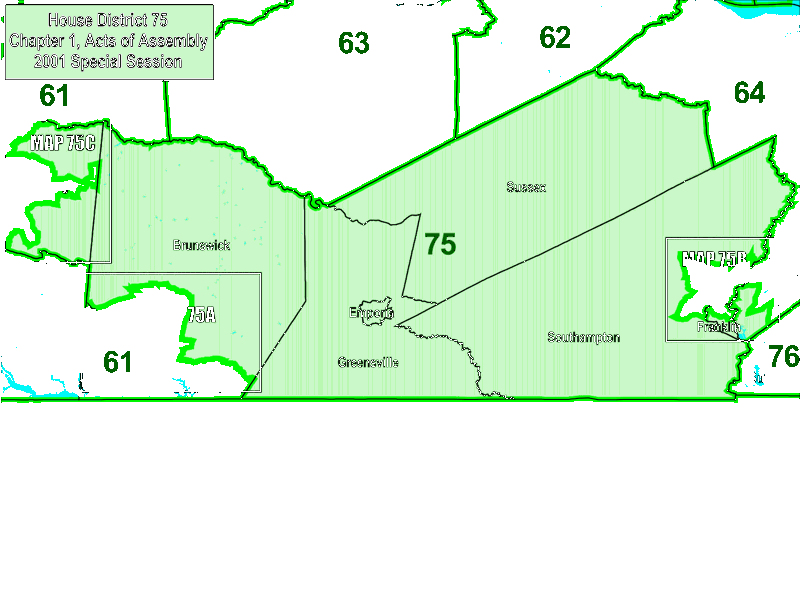 House District 75
Chapter 1, Acts of Assembly
2001 Special Session
63
62
61
64
MAP 75C
Sussex
Brunswick
75
MAP 75B
75A
Emporia
Franklin
Southampton
61
Greensville
76